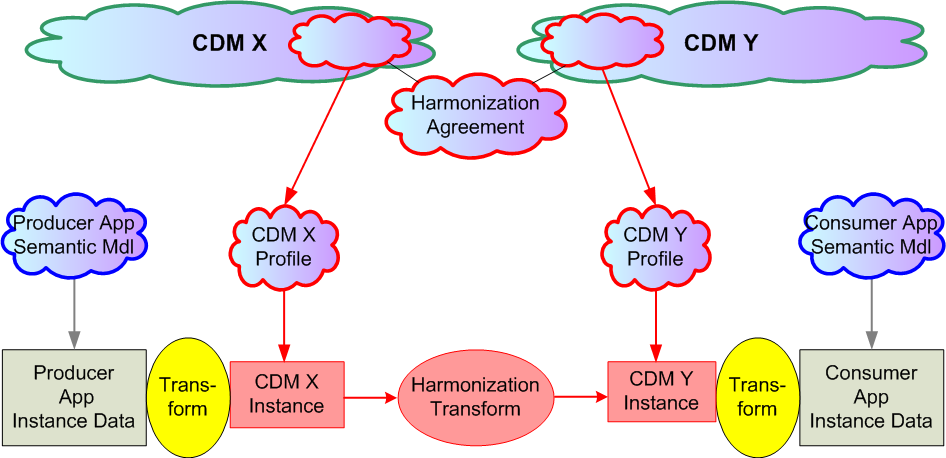 CDM X
CDM Y
Harmonization
Agreement
Producer App
Semantic Mdl
CDM X
Profile
CDM Y
Profile
Consumer App
Semantic Mdl
Producer
App
Instance Data
Trans-
form
CDM X
Instance
Harmonization
Transform
CDM Y
Instance
Trans-
form
Consumer
App
Instance Data